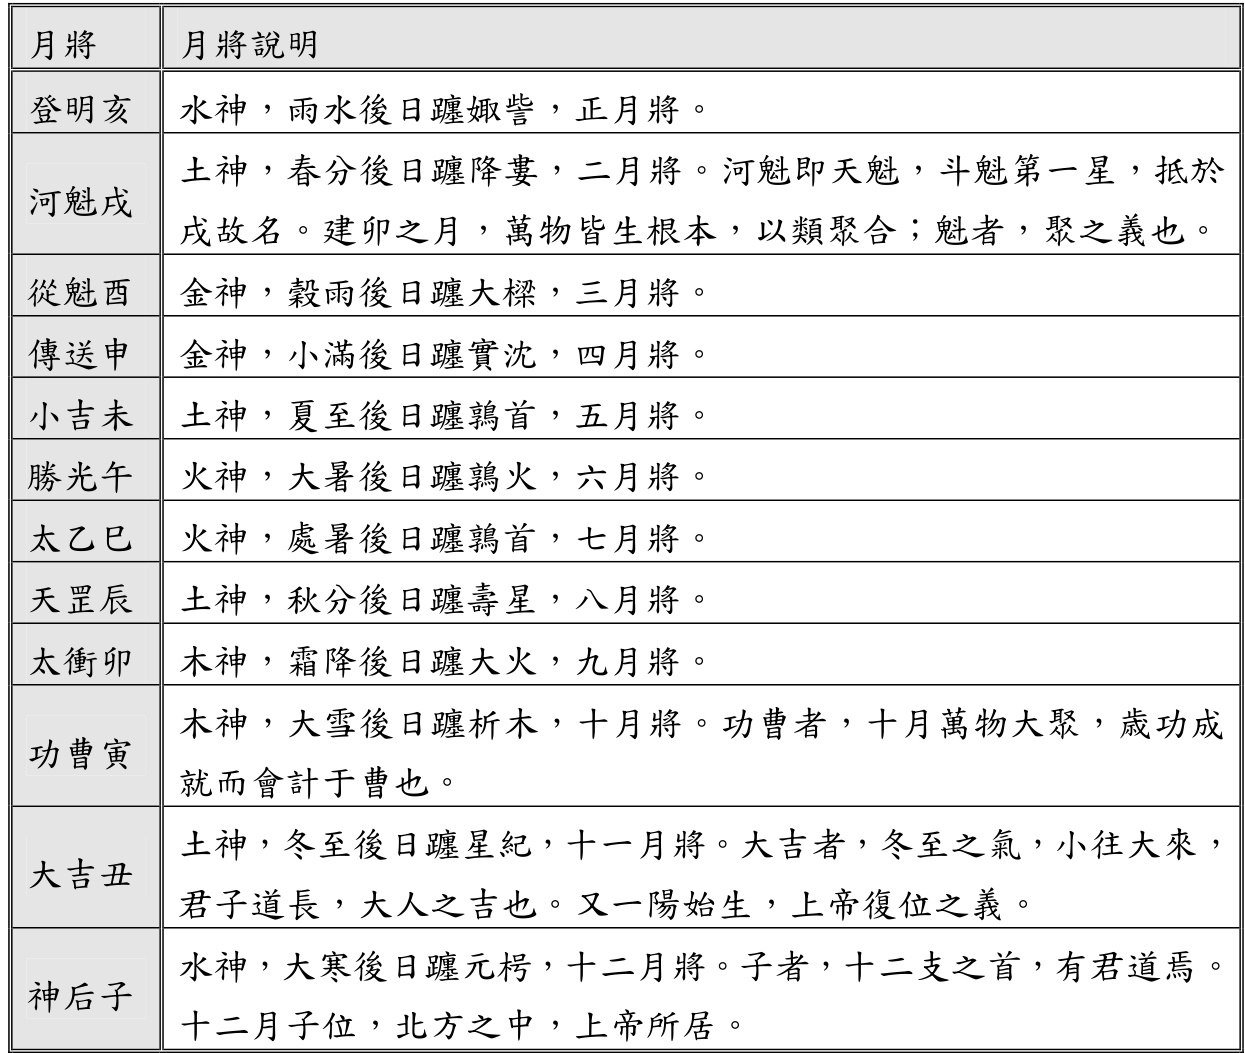 月將 月將說明
登明亥 水神，雨水後日躔娵訾，正月將。
河魁戌 土神，春分後日躔降婁，二月將。河魁即天魁，斗魁第一星，抵於
戌故名。建卯之月，萬物皆生根本，以類聚合；魁者，聚之義也。
從魁酉 金神，穀雨後日躔大樑，三月將。
傳送申 金神，小滿後日躔實沈，四月將。
小吉未 土神，夏至後日躔鶉首，五月將。
勝光午 火神，大暑後日躔鶉火，六月將。
太乙巳 火神，處暑後日躔鶉首，七月將。
天罡辰 土神，秋分後日躔壽星，八月將。
太衝卯 木神，霜降後日躔大火，九月將。
功曹寅 木神，大雪後日躔析木，十月將。功曹者，十月萬物大聚，歲功成
就而會計于曹也。
大吉丑 土神，冬至後日躔星紀，十一月將。大吉者，冬至之氣，小往大來，
君子道長，大人之吉也。又一陽始生，上帝復位之義。
神后子 水神，大寒後日躔元枵，十二月將。子者，十二支之首，有君道焉。
十二月子位，北方之中，上帝所居。